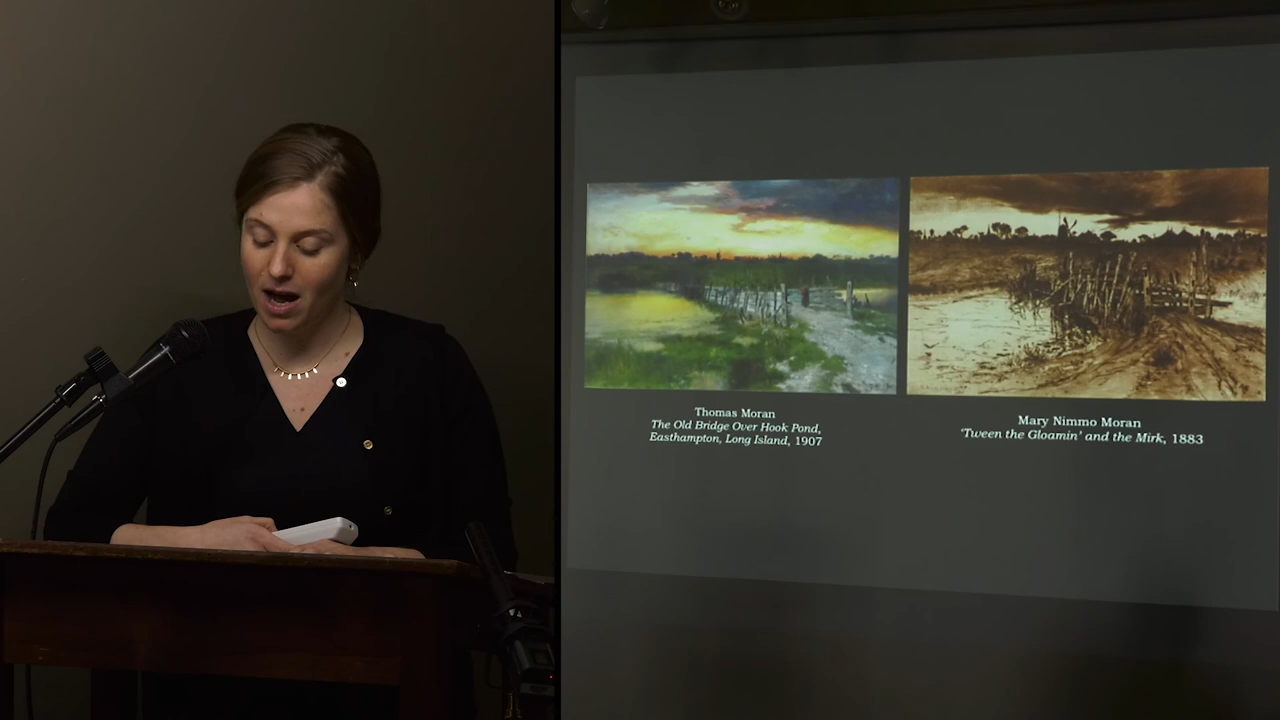 Thomas Moran
The Old Bridge Over Hook Pond,
Easthampton, Long Island, 1907
Mary Nimmo Moran
'Tween the Gloamin' and the Mirk, 1883